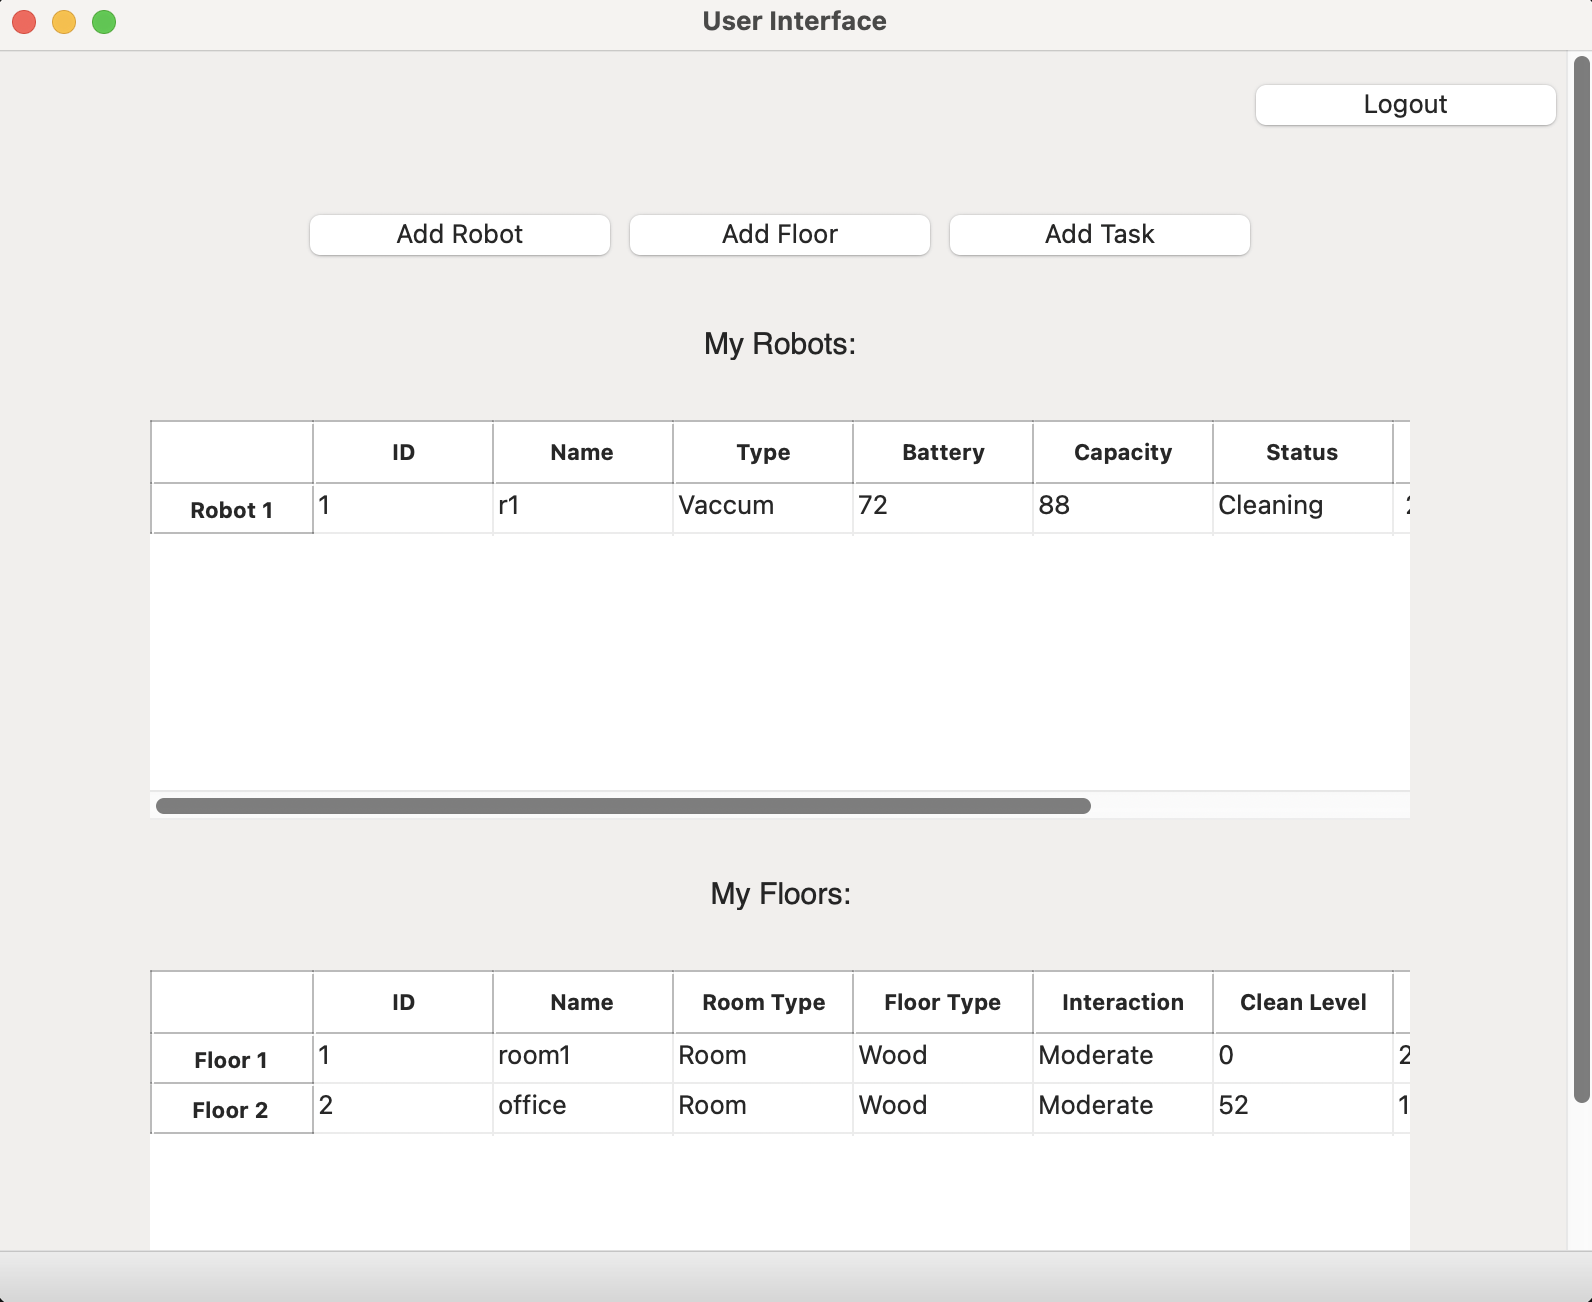 User Interface
Logout
Add Robot Add Floor Add Task
My Robots:
ID Name Type Battery Capacity Status
Robot 1 1 r1 Vaccum 72 88 Cleaning
My Floors:
ID Name Room Type Floor Type Interaction Clean Level
Floor 1 1 room1 Room Wood Moderate 0 2
Floor 2 2 office Room Wood Moderate 52 1